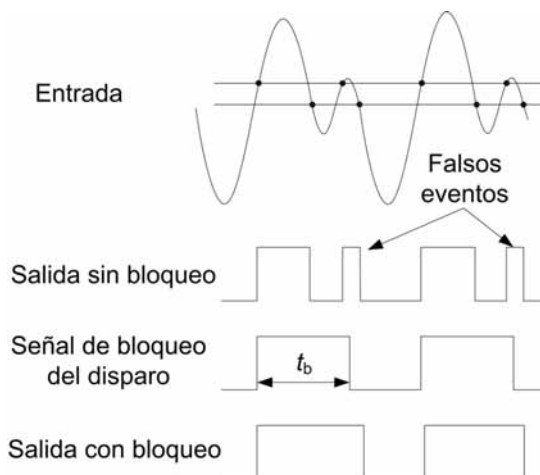 Entrada
Falsos
eventos
Salida sin bloqueo
Señal de bloqueo
del disparo
tb
Salida con bloqueo